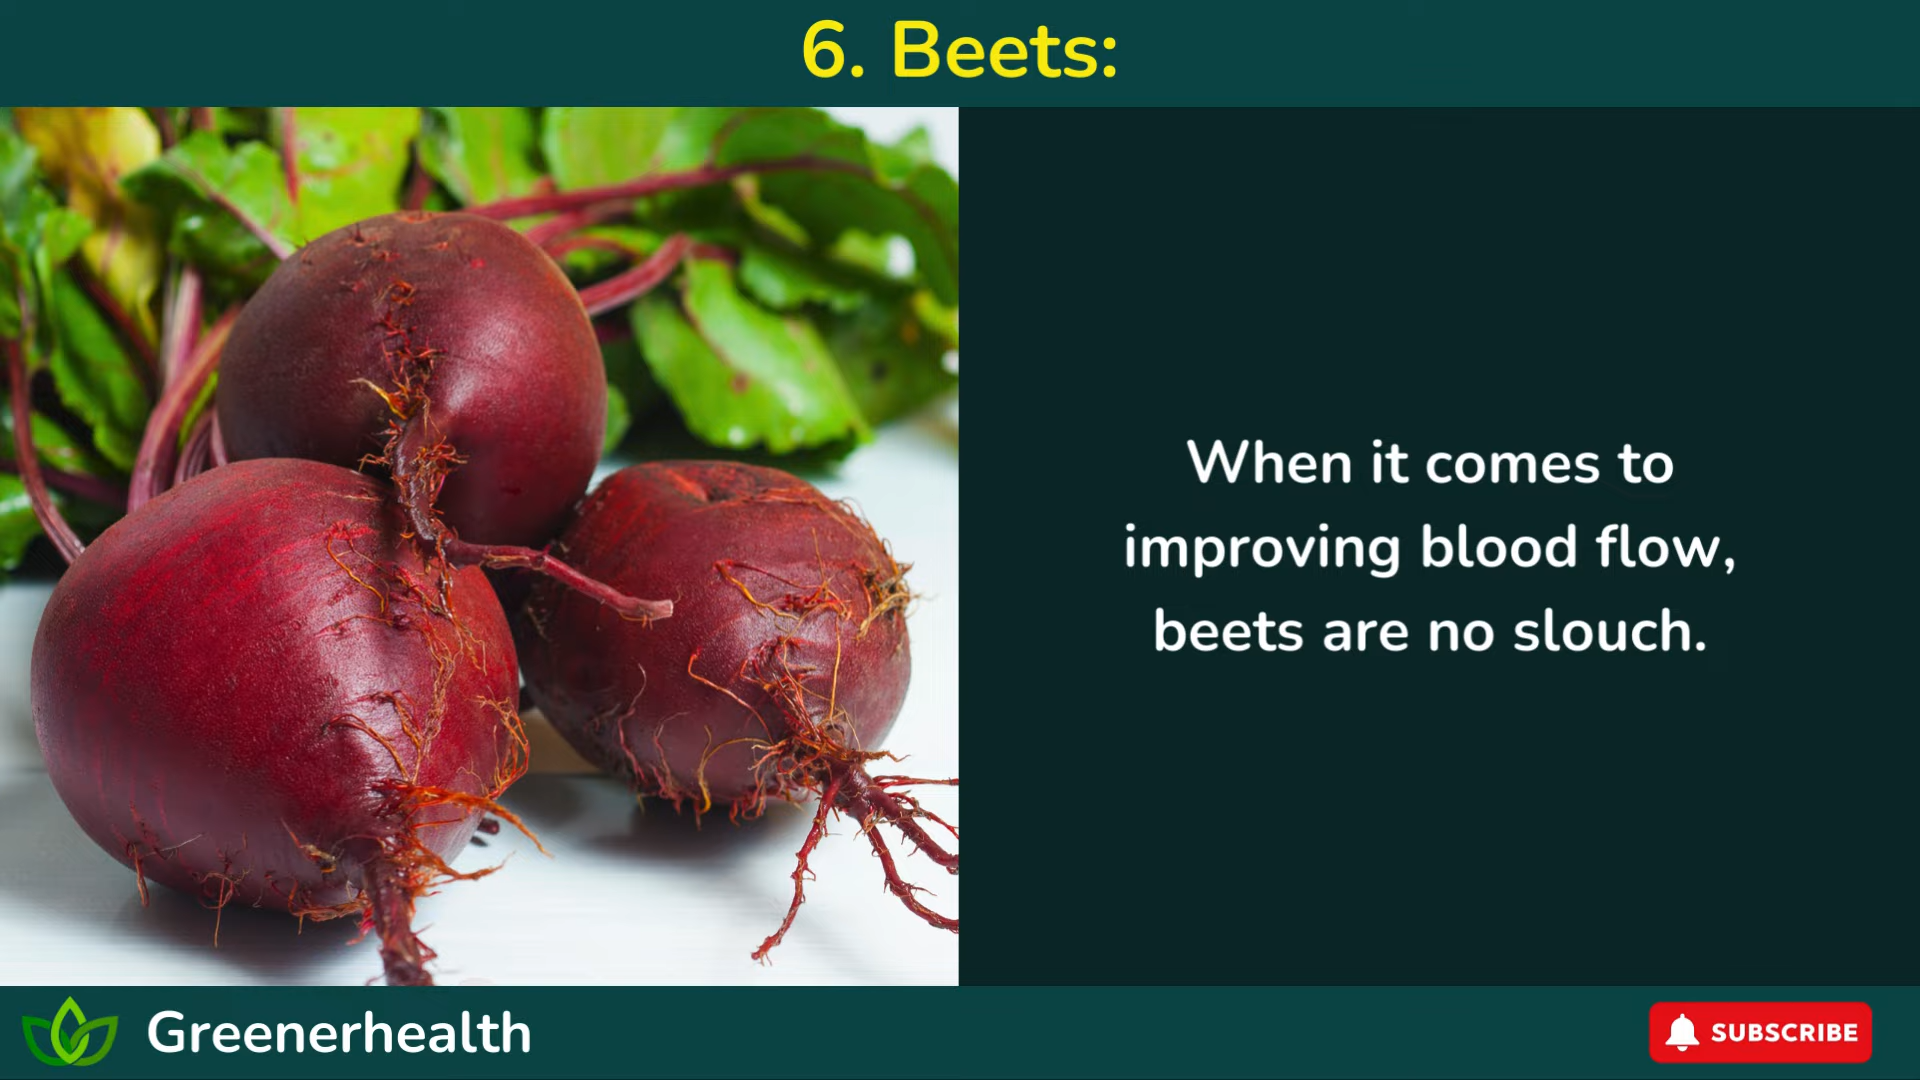 6. Beets:
When it comes to
improving blood flow,
beets are no slouch.
Greenerhealth
SUBSCRIBE